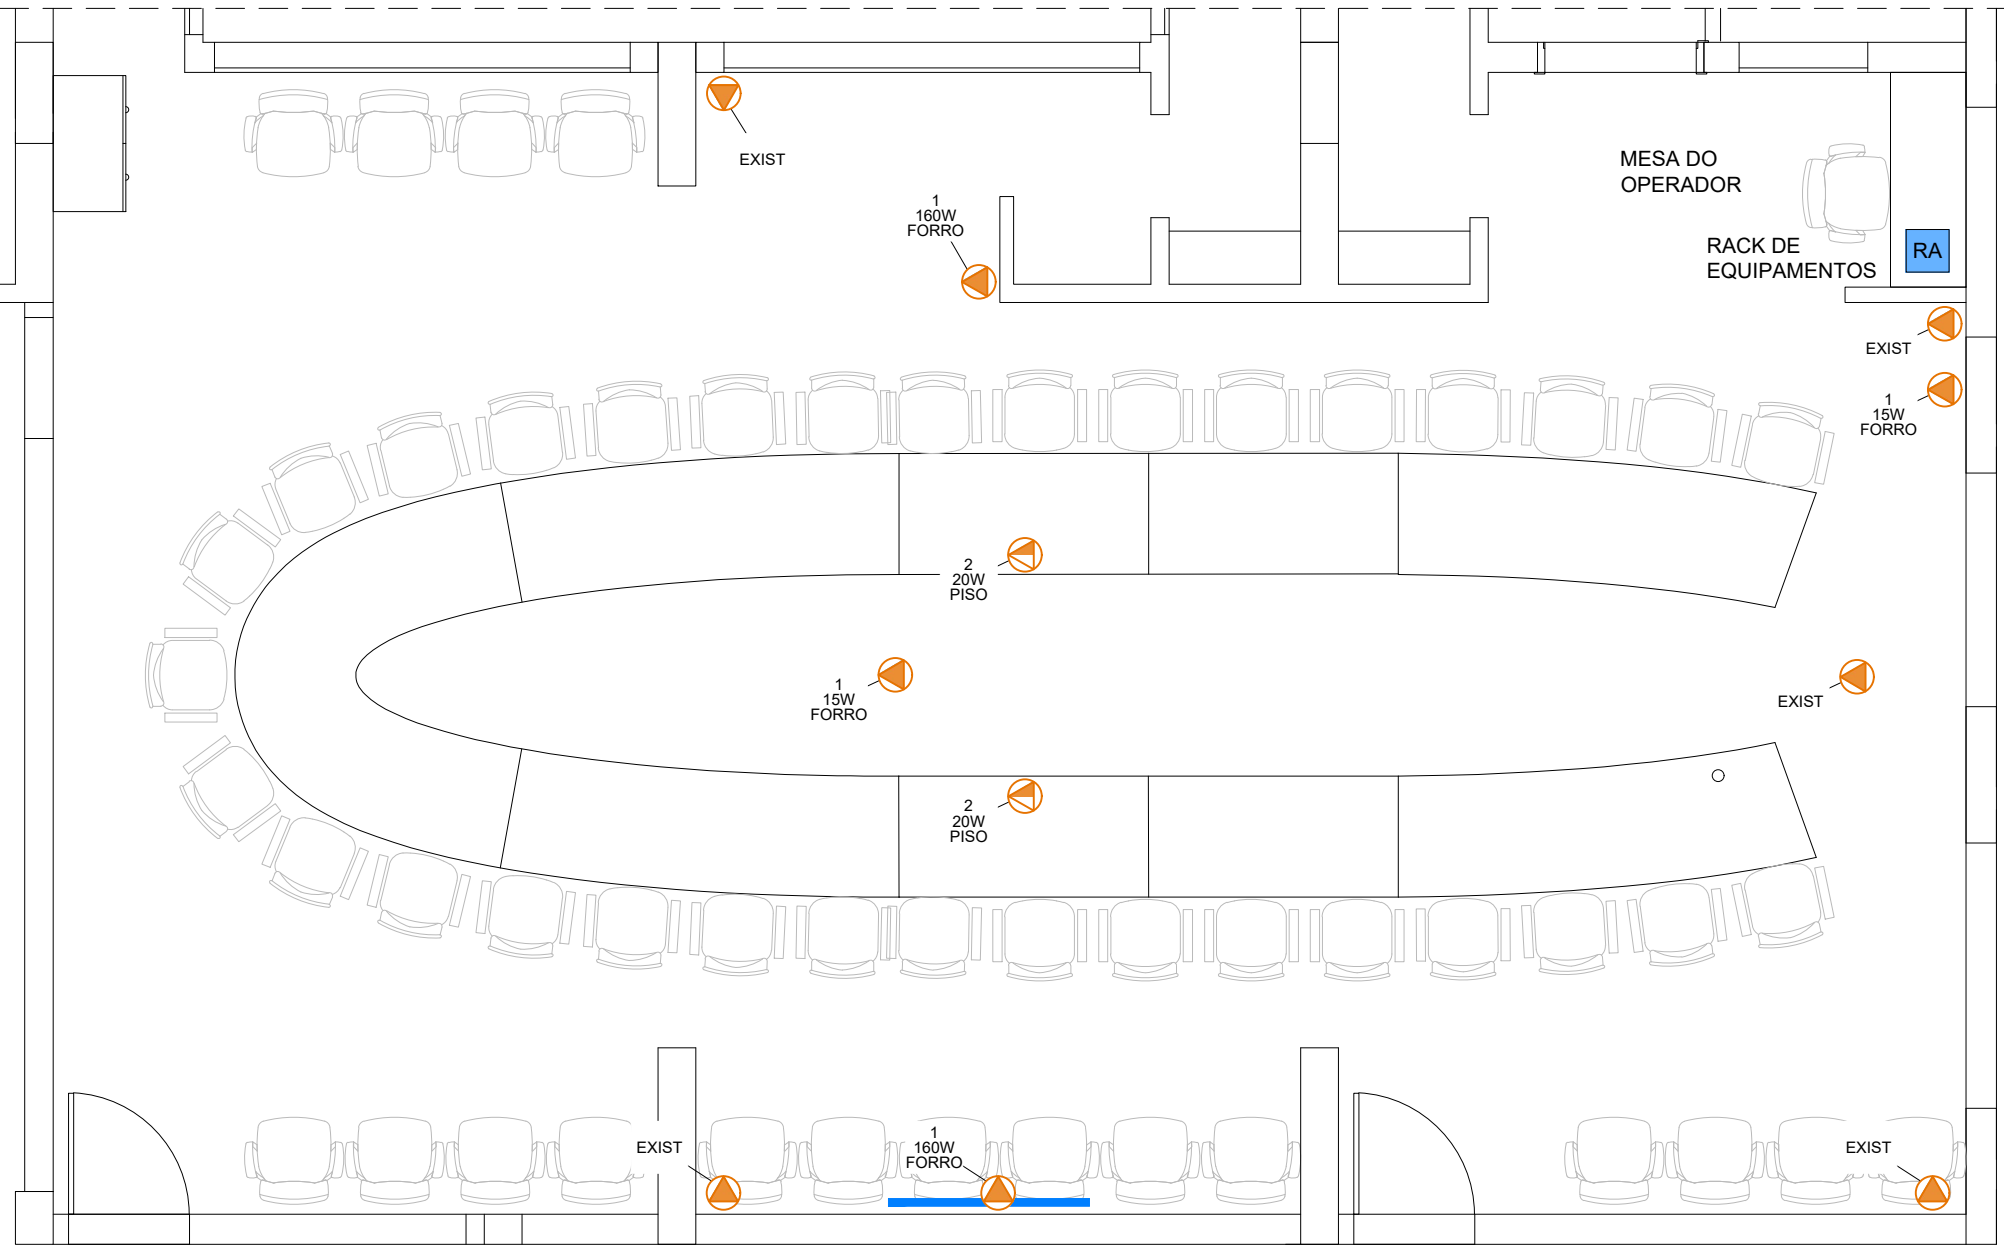 EXIST
MESA DO
OPERADOR
1
160W
FORRO
RACK DE
EQUIPAMENTOS
RA
EXIST
1
15W
FORRO
2
20W
PISO
1
15W
FORRO
EXIST
2
20W
PISO
EXIST
1
160W
FORRO
EXIST